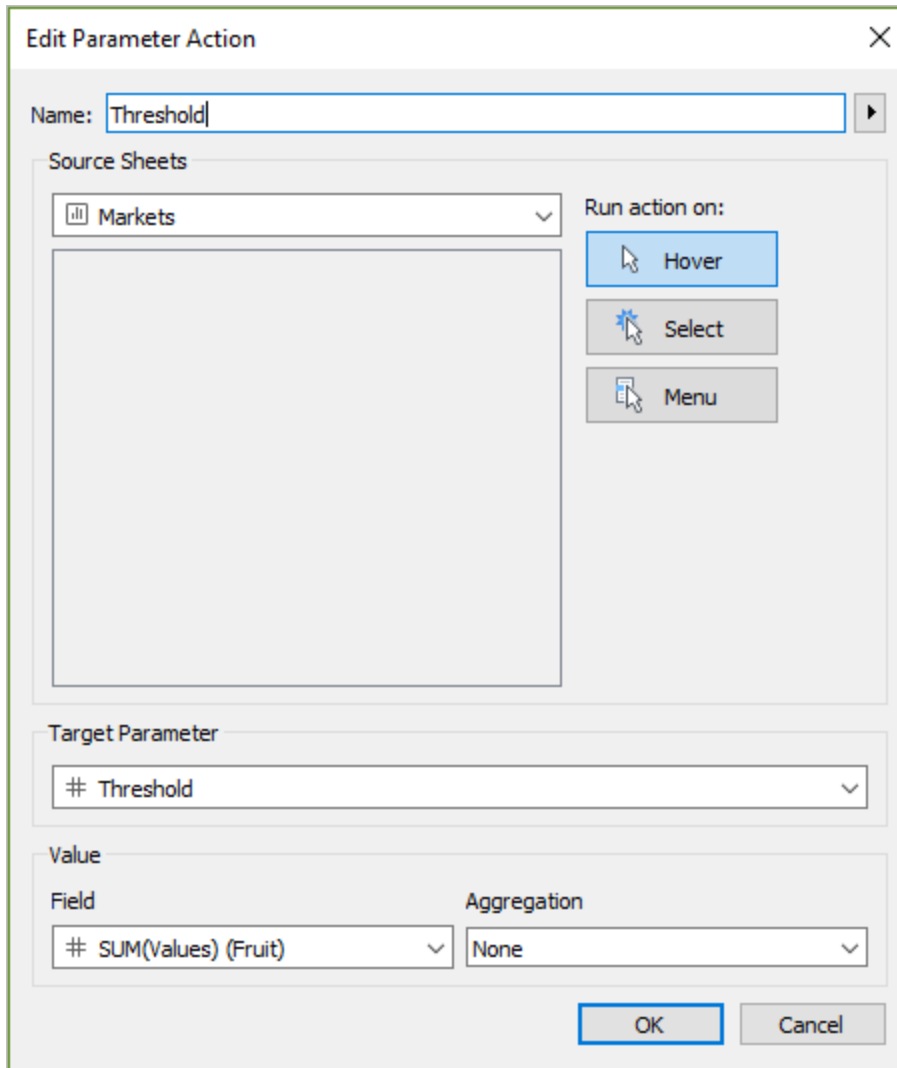 Edit Parameter Action
Name: Threshold
Source Sheets
Markets
Run action on:
Hover
Select
Menu
Target Parameter
Threshold
Value
Field Aggregation
SUM(Values) (Fruit) None
OK Cancel